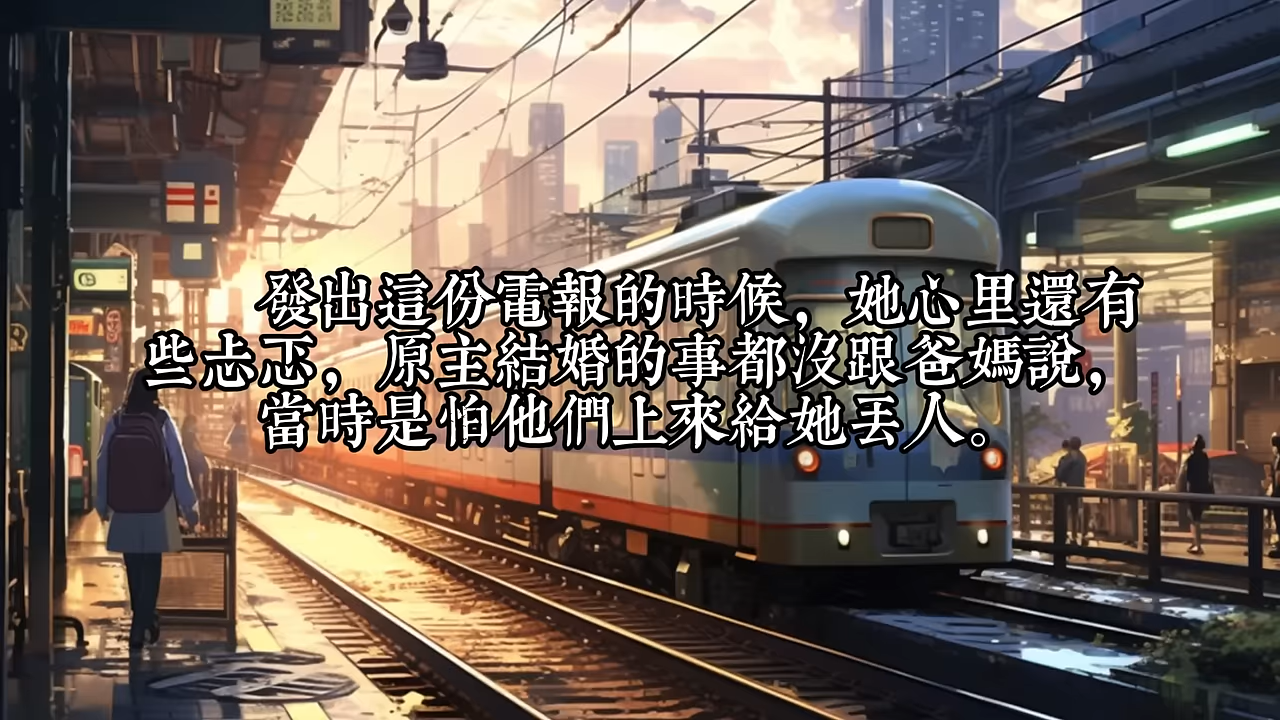 發出這份電報的時候，她心里還有
些忐忑，原主結婚的事都沒跟爸媽說，
當時是怕他們上來給她丟人。